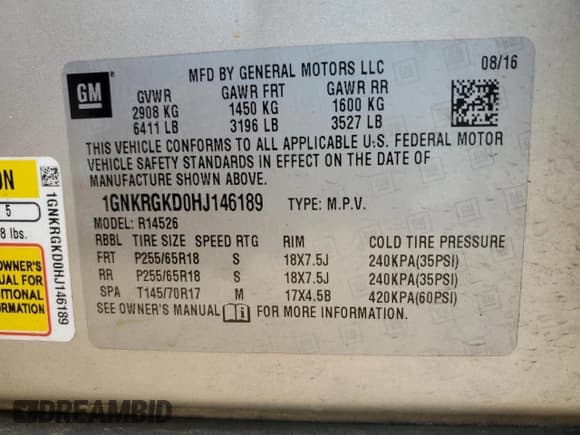 GM
MFD BY GENERAL MOTORS LLC
08/16
GVWR GAWR FRT GAWR RR
2908 KG 1450 KG 1600 KG
6411 LB 3196 LB 3527 LB
THIS VEHICLE CONFORMS TO ALL APPLICABLE U.S. FEDERAL MOTOR
VEHICLE SAFETY STANDARDS IN EFFECT ON THE DATE OF
MANUFACTURE SHOWN ABOVE.
1GNKRGKD0HJ146189 TYPE: M.P.V.
MODEL: R14526
RBBL TIRE SIZE SPEED RTG RIM COLD TIRE PRESSURE
FRT P255/65R18 S 18X7.5J 240KPA(35PSI)
RR P255/65R18 S 18X7.5J 240KPA(35PSI)
SPA T145/70R17 M 17X4.5B 420KPA(60PSI)
SEE OWNER'S MANUAL FOR MORE INFORMATION.
5
8 lbs.
OWNER'S
FOR
1GNKRGKD0HJ146189
DREAMBID